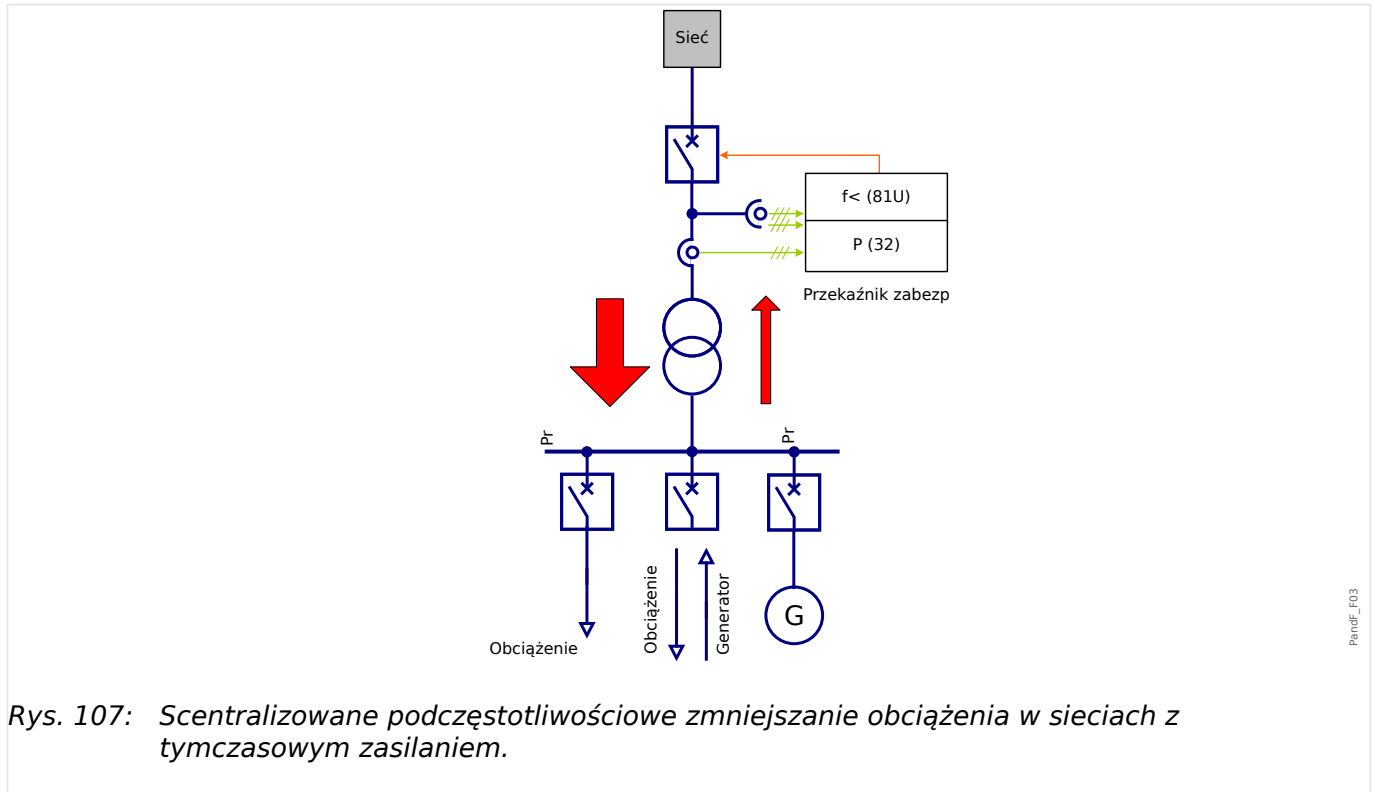 Sieć
f< (81U)
P (32)
Przekaźnik zabezp
Pr
Pr
Obciążenie
Obciążenie
Generator
G
PandF_F03
Rys. 107: Scentralizowane podczęstotliwościowe zmniejszanie obciążenia w sieciach z
tymczasowym zasilaniem.